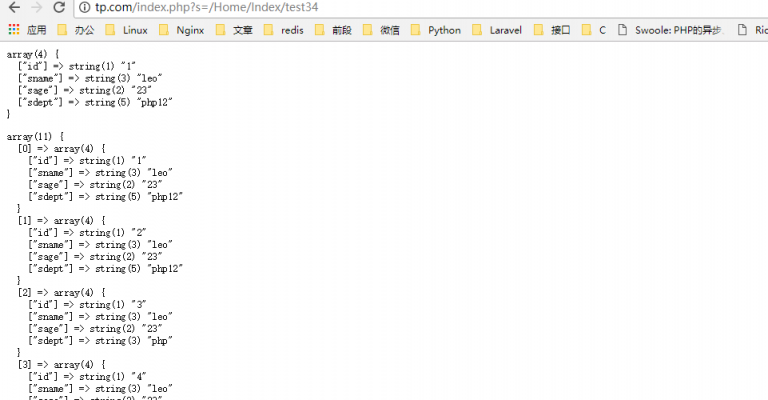 tp.com/index.php?s=/Home/Index/test34
应用 办公 Linux Nginx 文章 redis 前段 微信 Python Laravel 接口 C Swoole: PHP的异步 Ric
array(4) {
["id"] => string(1) "1"
["sname"] => string(3) "leo"
["sage"] => string(2) "23"
["sdept"] => string(5) "php12"
}
array(11) {
[0] => array(4) {
["id"] => string(1) "1"
["sname"] => string(3) "leo"
["sage"] => string(2) "23"
["sdept"] => string(5) "php12"
}
[1] => array(4) {
["id"] => string(1) "2"
["sname"] => string(3) "leo"
["sage"] => string(2) "23"
["sdept"] => string(5) "php12"
}
[2] => array(4) {
["id"] => string(1) "3"
["sname"] => string(3) "leo"
["sage"] => string(2) "23"
["sdept"] => string(3) "php"
}
[3] => array(4) {
["id"] => string(1) "4"
["sname"] => string(3) "leo"